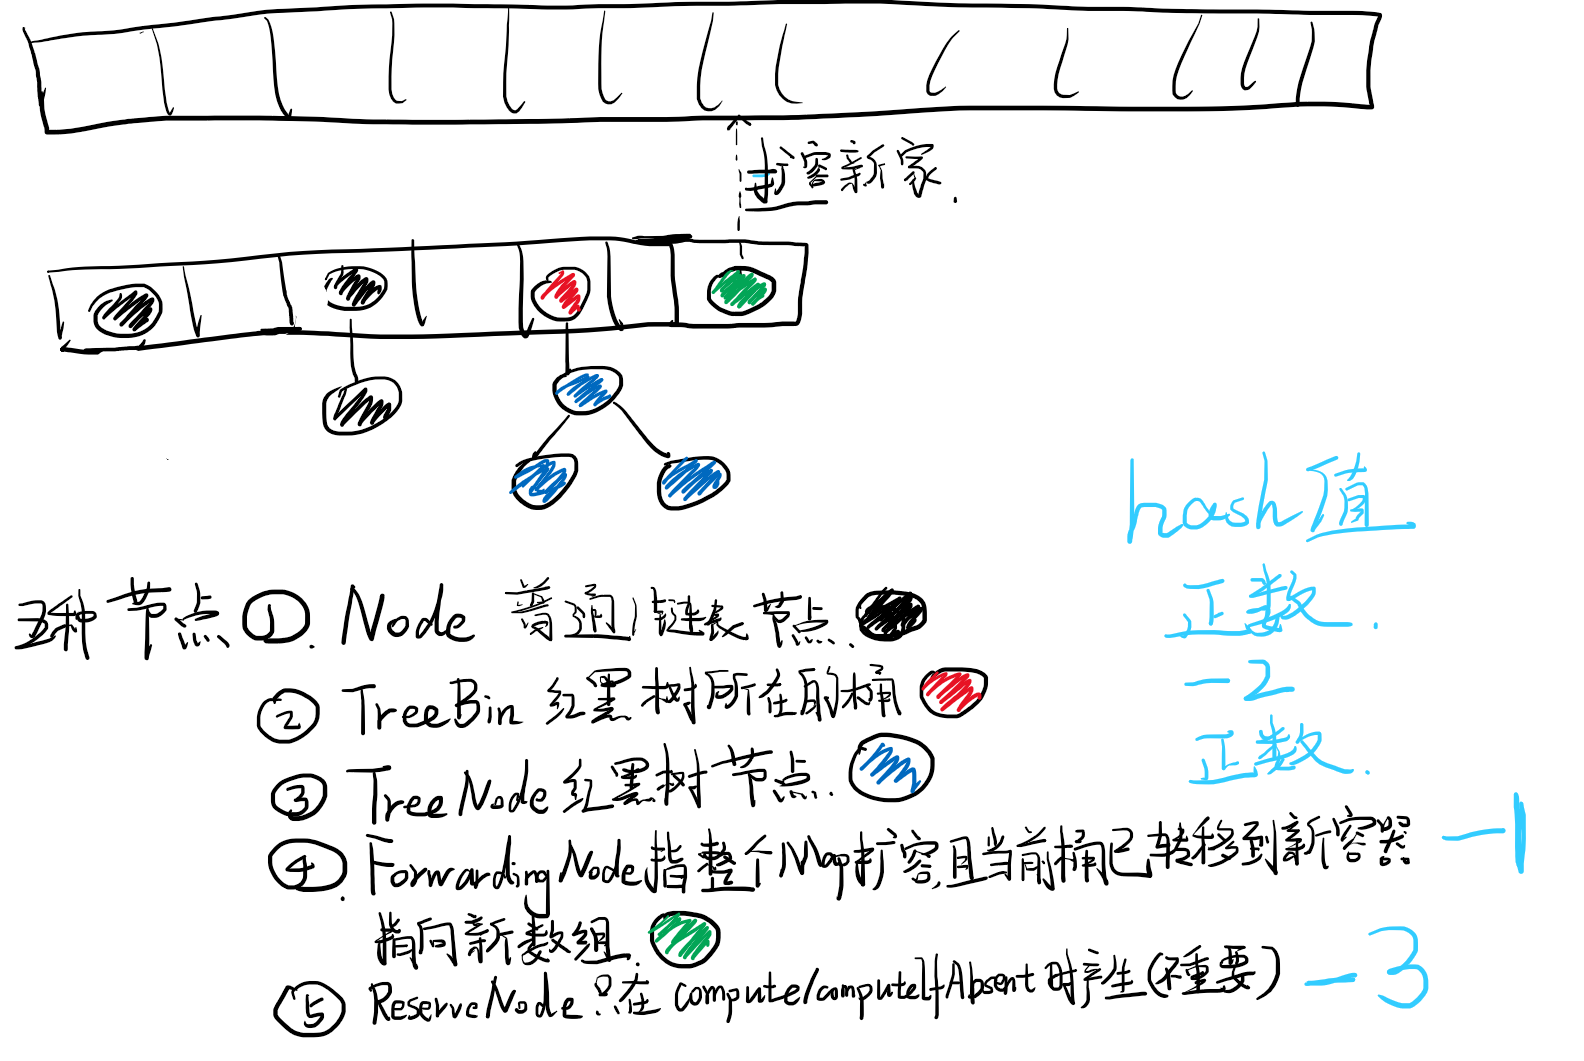 扩容新家.
hash值
五种节点 ①. Node 普通/链表节点. 正数.
② TreeBin 红黑树所在的桶 -2
③ TreeNode 红黑树节点. 正数.
④. ForwardingNode 指整个Map扩容,且当前桶已转移到新容器 -1
指向新数组.
⑤ ReserveNode 只在 compute/computeIfAbsent 时产生(不重要) -3